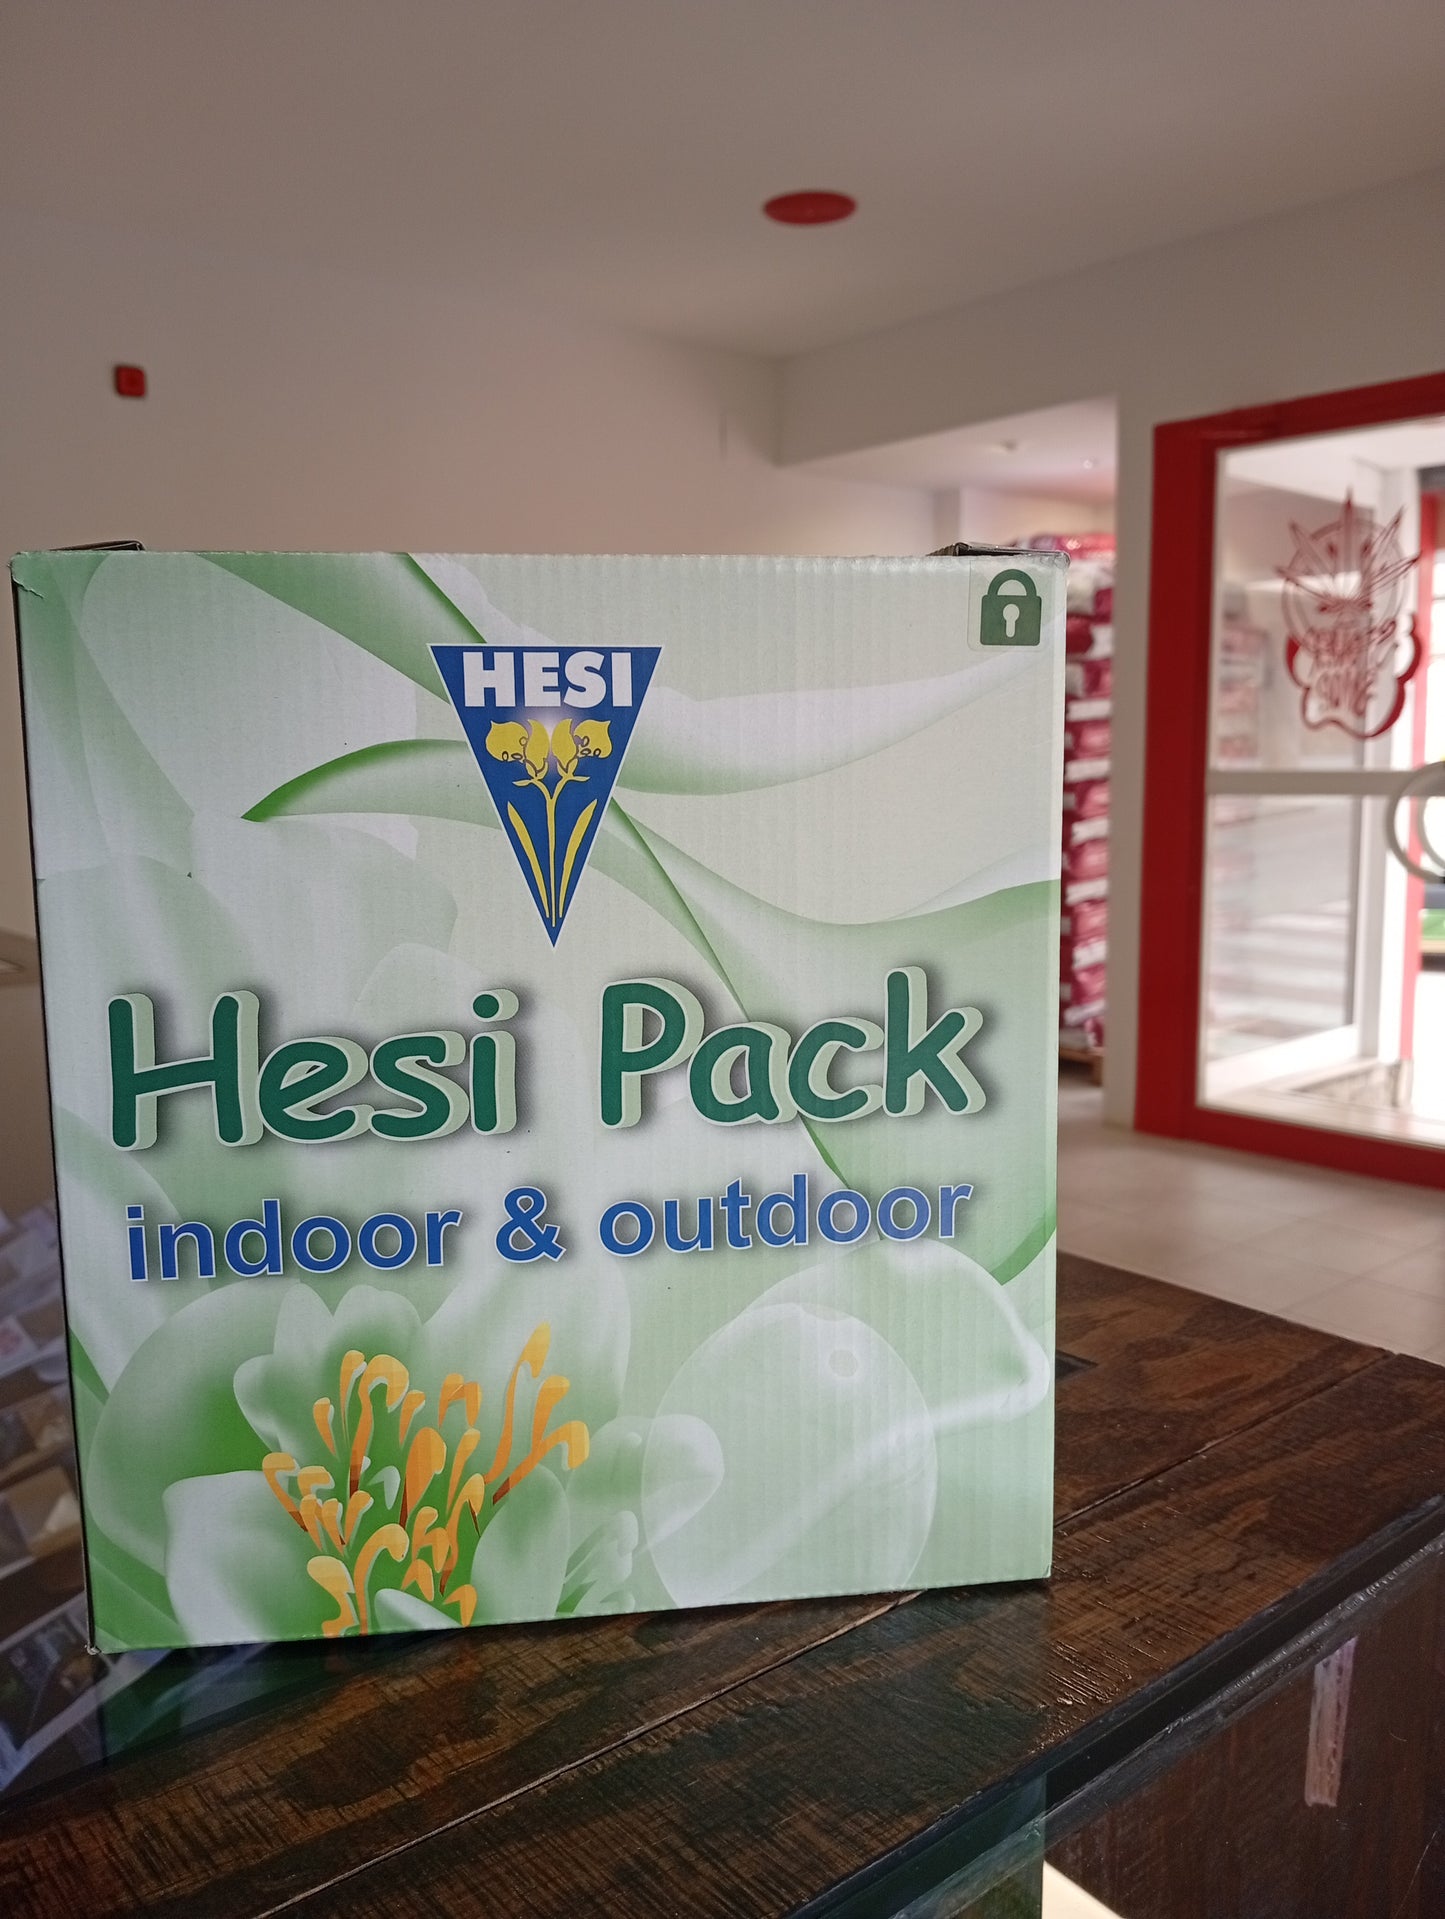 HESI
Hesi Pack
indoor & outdoor